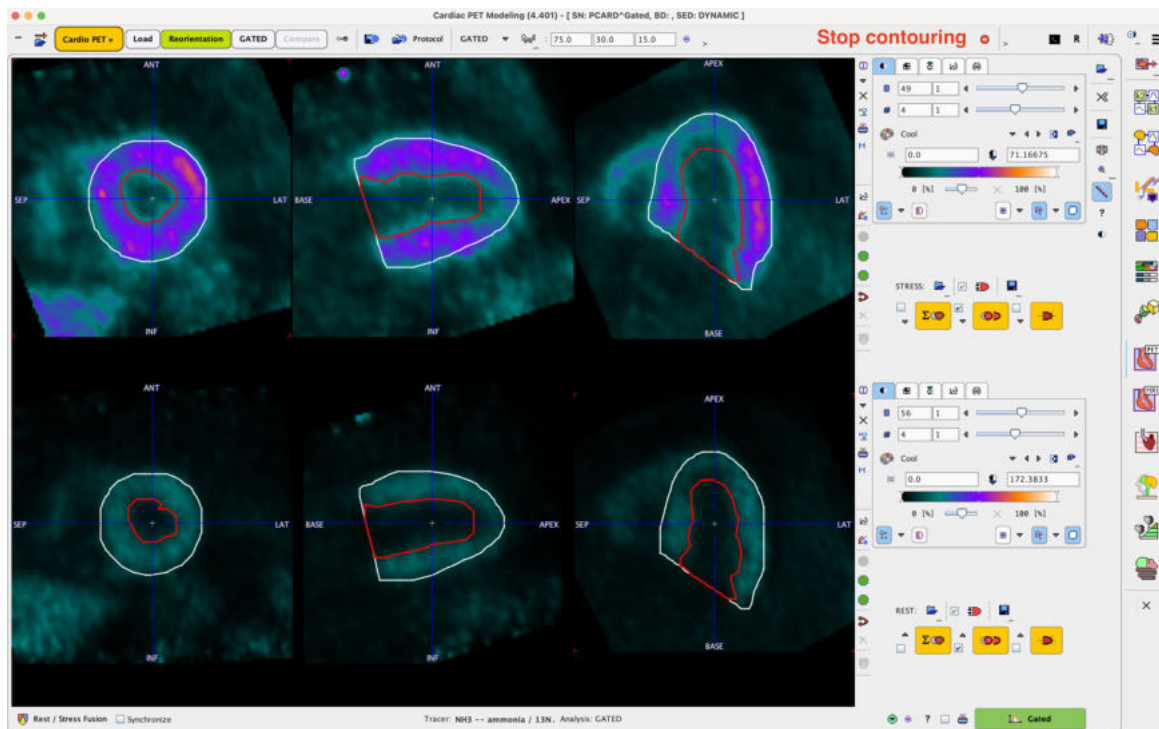 Cardiac PET Modeling (4.401) - [ SN: PCARD^Gated, BD: , SED: DYNAMIC ]
Cardio PET Load Reorientation GATED Compare Protocol GATED 75.0 30.0 15.0 Stop contouring R
ANT ANT APEX
49 1
4 1
Cool
0.0 71.16675
0 [%] 100 [%]
SEP LAT BASE APEX SEP LAT
STRESS:
INF INF BASE
ANT ANT APEX
56 1
4 1
Cool
0.0 172.3833
0 [%] 100 [%]
SEP LAT BASE APEX SEP LAT
REST:
INF INF BASE
Rest / Stress Fusion Synchronize Tracer: NH3 -- ammonia / 13N, Analysis: GATED ? Gated